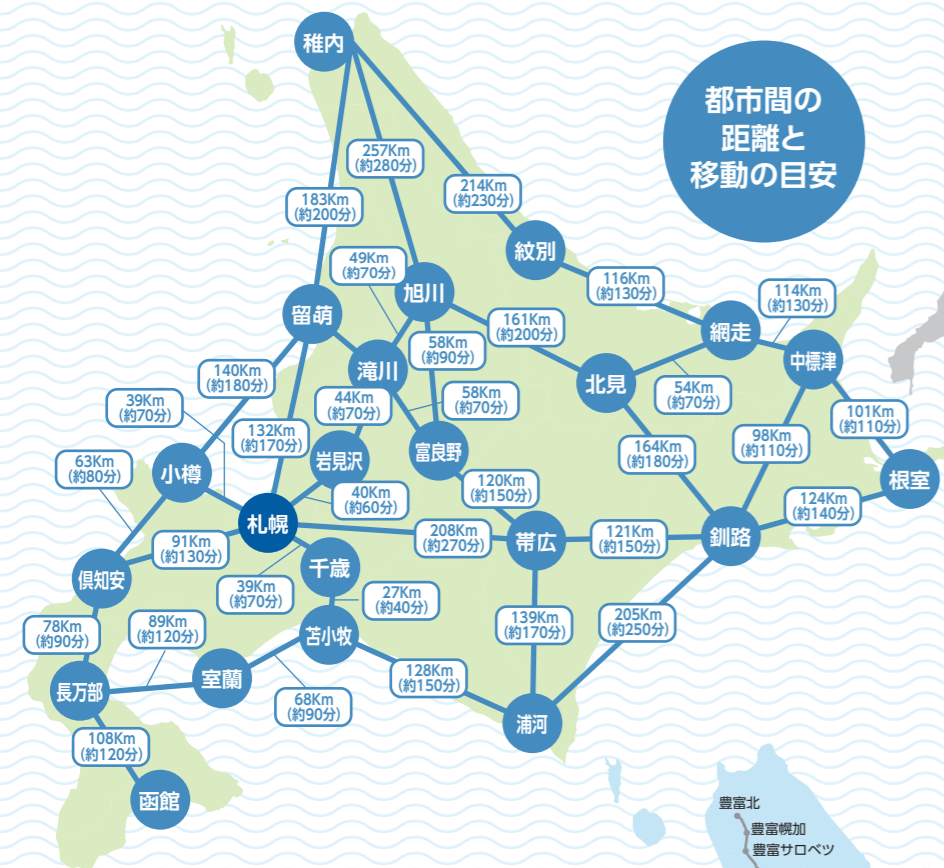 都市間の
距離と
移動の目安
稚内
257Km
(約280分)
183Km
(約200分)
214Km
(約230分)
紋別
49Km
(約70分)
旭川
116Km
(約130分)
114Km
(約130分)
留萌
161Km
(約200分)
網走
58Km
(約90分)
中標津
滝川
140Km
(約180分)
北見
54Km
(約70分)
39Km
(約70分)
44Km
(約70分)
58Km
(約70分)
132Km
(約170分)
101Km
(約110分)
63Km
(約80分)
小樽
岩見沢
富良野
164Km
(約180分)
98Km
(約110分)
根室
40Km
(約60分)
120Km
(約150分)
124Km
(約140分)
札幌
208Km
(約270分)
帯広
121Km
(約150分)
釧路
91Km
(約130分)
倶知安
千歳
39Km
(約70分)
27Km
(約40分)
78Km
(約90分)
89Km
(約120分)
苫小牧
139Km
(約170分)
205Km
(約250分)
長万部
室蘭
128Km
(約150分)
68Km
(約90分)
浦河
108Km
(約120分)
函館
豊富北
豊富幌加
豊富サロベツ